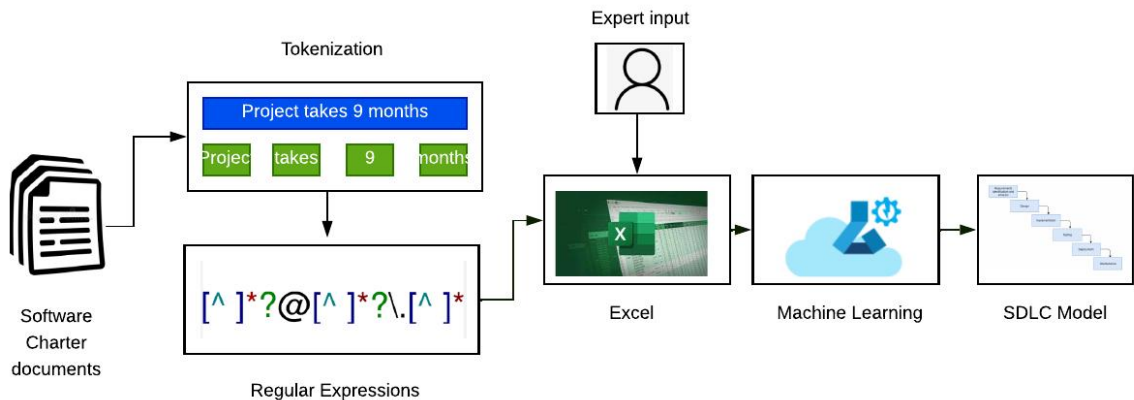 Expert input
Tokenization
Project takes 9 months
Project takes 9 months
[^ ]*?@[^ ]*?\.[^ ]*
X
Software
Charter
documents
Regular Expressions
Excel
Machine Learning
SDLC Model